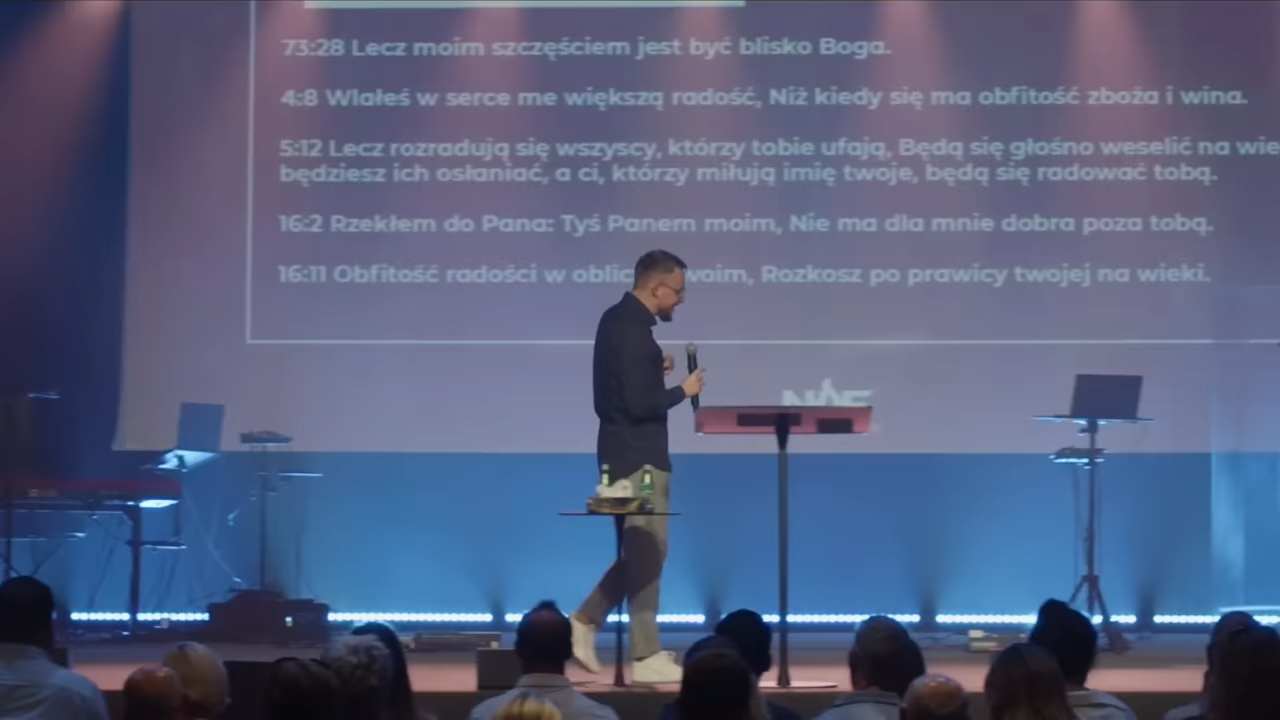 73:28 Lecz moim szczęściem jest być blisko Boga.
4:8 Wlałeś w serce me większą radość, Niż kiedy się ma obfitość zboża i wina.
5:12 Lecz rozradują się wszyscy, którzy tobie ufają, Będą się głośno weselić na wie
będziesz ich osłaniać, a ci, którzy miłują imię twoje, będą się radować tobą.
16:2 Rzekłem do Pana: Tyś Panem moim, Nie ma dla mnie dobra poza tobą.
16:11 Obfitość radości w oblic woim, Rozkosz po prawicy twojej na wieki.